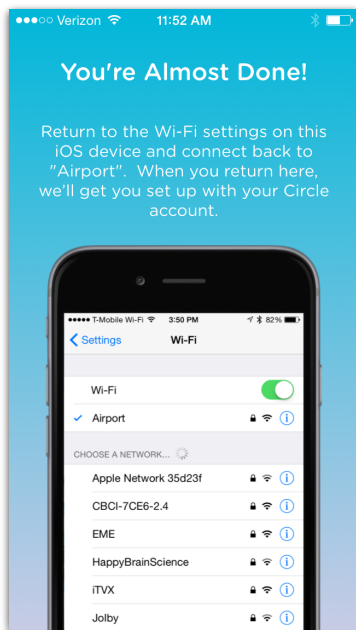 Verizon 11:52 AM
You're Almost Done!
Return to the Wi-Fi settings on this
iOS device and connect back to
"Airport". When you return here,
we'll get you set up with your Circle
account.
T-Mobile Wi-Fi 3:50 PM 82%
Settings Wi-Fi
Wi-Fi
Airport
CHOOSE A NETWORK...
Apple Network 35d23f
CBCI-7CE6-2.4
EME
HappyBrainScience
iTVX
Jolby